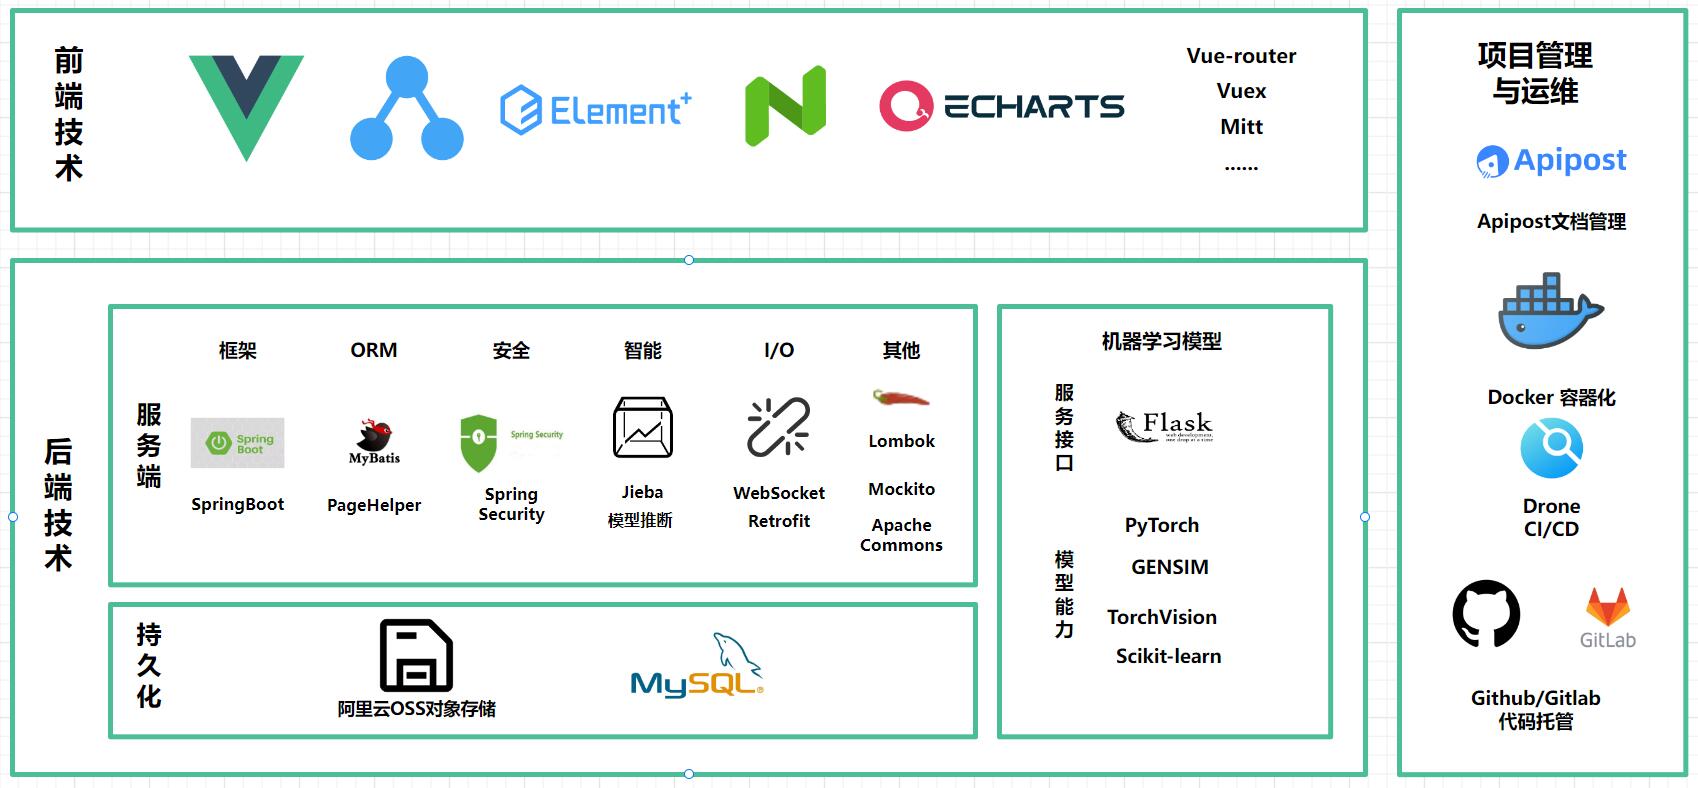 前端技术
Element+
ECHARTS
Vue-router
Vuex
Mitt
......
后端技术
服务端
框架
ORM
安全
智能
I/O
其他
Spring Boot
SpringBoot
MyBatis
PageHelper
Spring Security
Spring
Security
Jieba
模型推断
WebSocket
Retrofit
Lombok
Mockito
Apache
Commons
持久化
阿里云OSS对象存储
MySQL
机器学习模型
服务接口
Flask
web development,
one drop at a time
模型能力
PyTorch
GENSIM
TorchVision
Scikit-learn
项目管理
与运维
Apipost
Apipost文档管理
Docker 容器化
Drone
CI/CD
GitLab
Github/Gitlab
代码托管